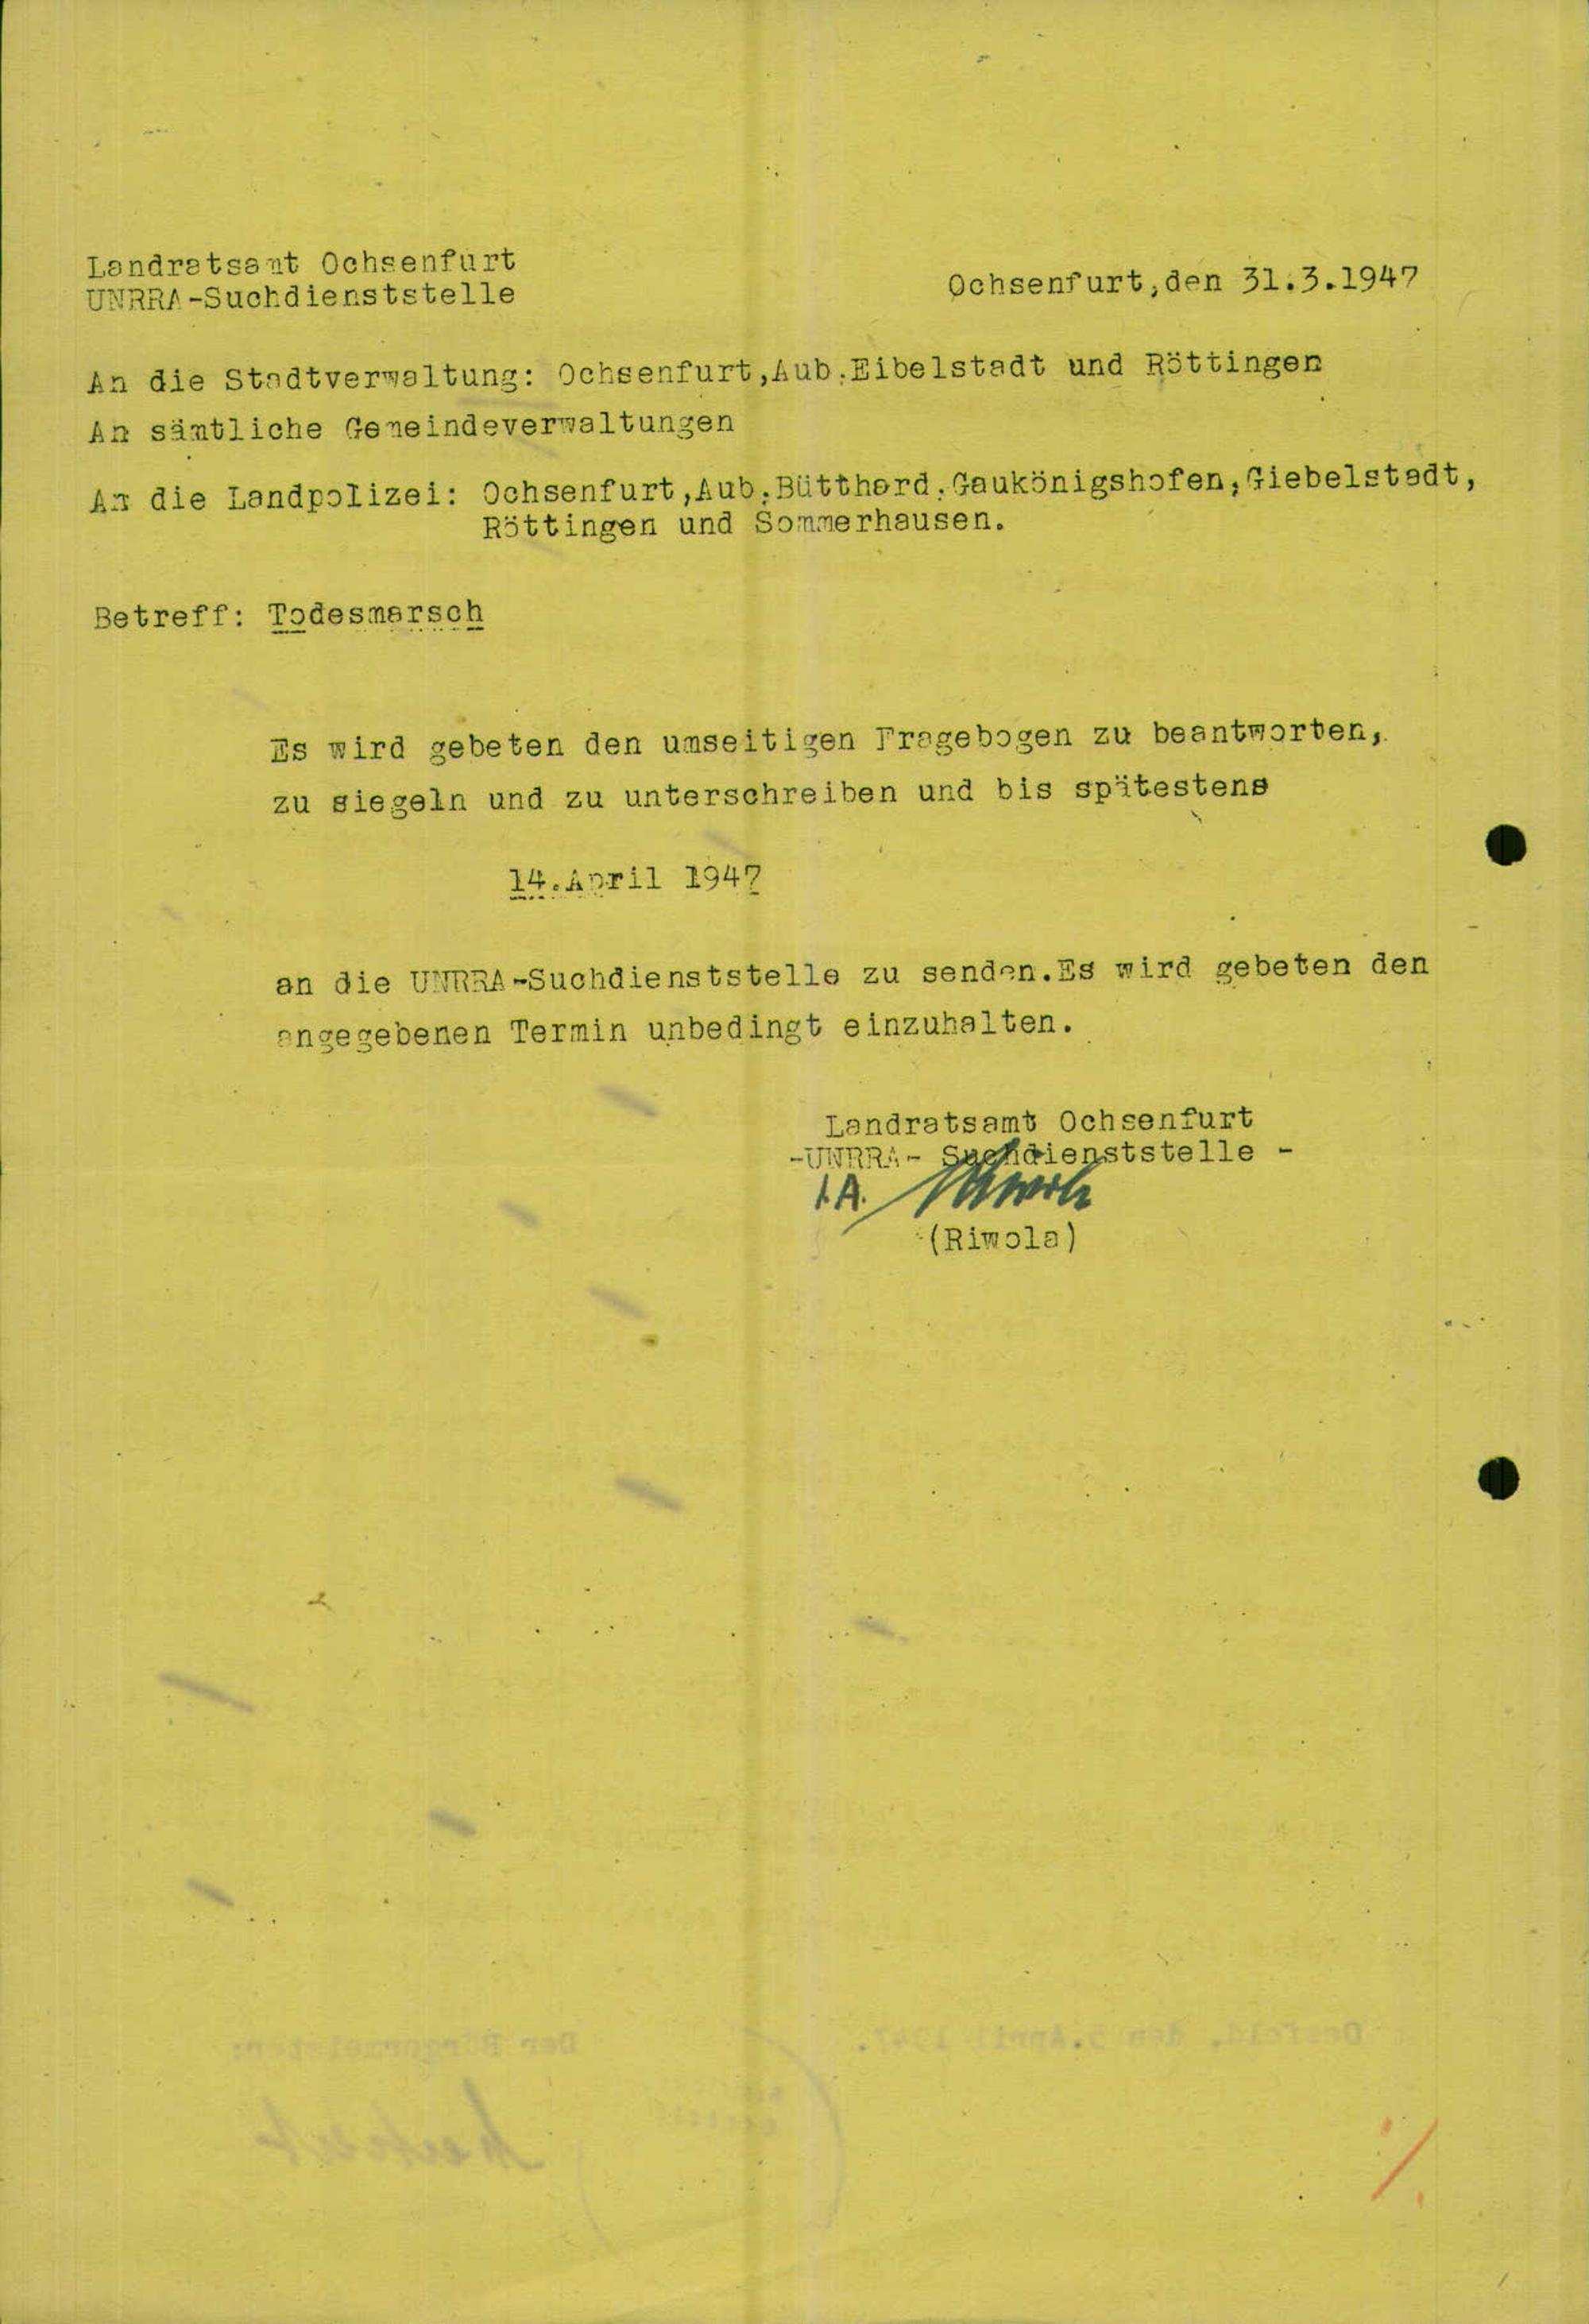 Landratsamt Ochsenfurt
UNRRA-Suchdienststelle
Ochsenfurt,den 31.3.1947
An die Stadtverwaltung: Ochsenfurt,Aub,Eibelstadt und Röttingen
An sämtliche Gemeindeverwaltungen
An die Landpolizei: Ochsenfurt,Aub,Bütthard,Gaukönigshofen,Giebelstadt,
Röttingen und Sommerhausen.
Betreff: Todesmarsch
Es wird gebeten den umseitigen Fragebogen zu beantworten,
zu siegeln und zu unterschreiben und bis spätestens
14.April 1947
an die UNRRA-Suchdienststelle zu senden.Es wird gebeten den
angegebenen Termin unbedingt einzuhalten.
Landratsamt Ochsenfurt
-UNRRA- Suchdienststelle -
I.A.
(Riwola)